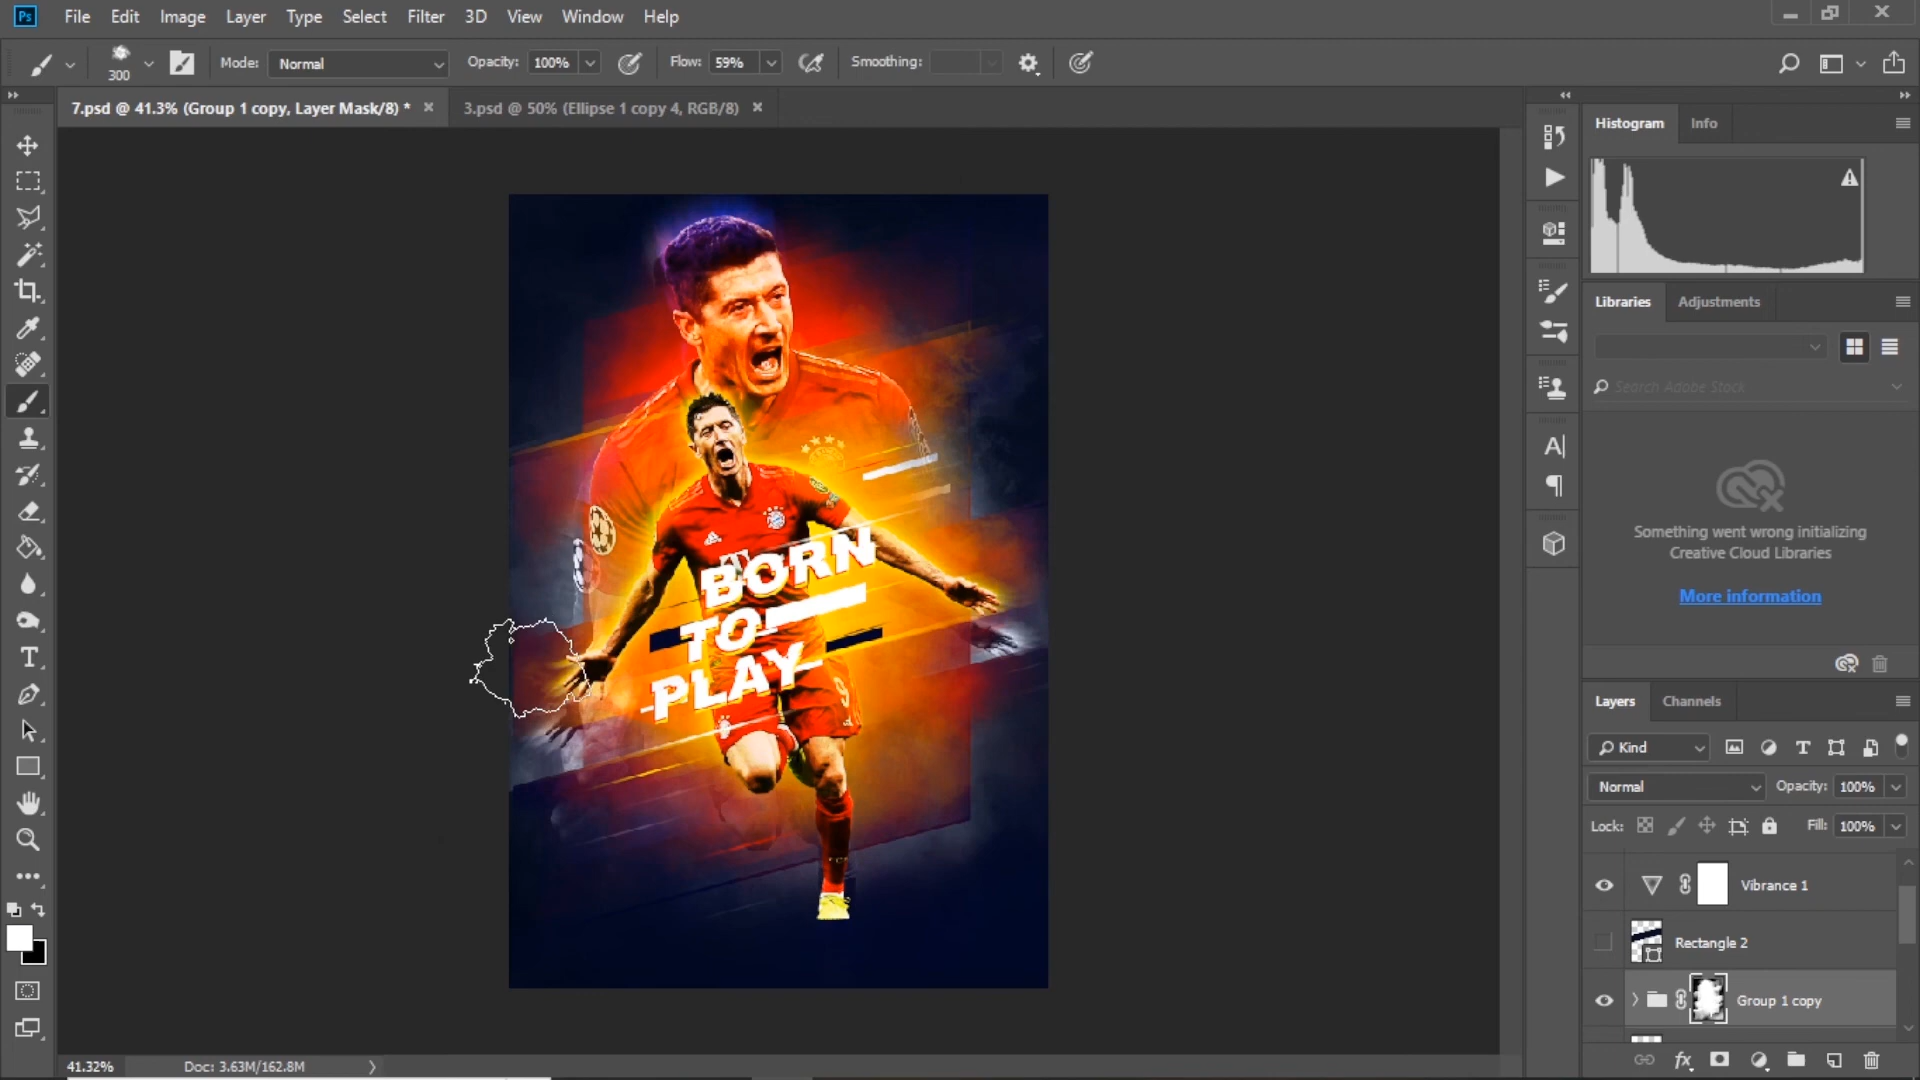 Ps File Edit Image Layer Type Select Filter 3D View Window Help
300 Mode: Normal Opacity: 100% Flow: 59% Smoothing:
7.psd @ 41.3% (Group 1 copy, Layer Mask/8) * 3.psd @ 50% (Ellipse 1 copy 4, RGB/8)
Histogram Info
Libraries Adjustments
Search Adobe Stock
Something went wrong initializing
Creative Cloud Libraries
More information
BORN
TO
PLAY
Layers Channels
Kind
Normal Opacity: 100%
Lock: Fill: 100%
Vibrance 1
Rectangle 2
Group 1 copy
41.32% Doc: 3.63M/162.8M